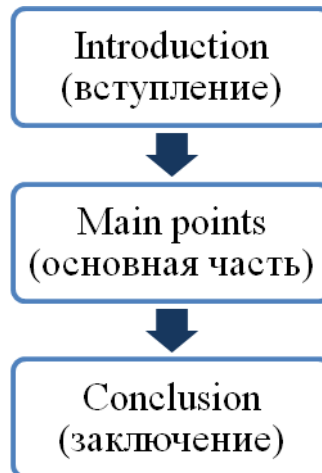 Introduction
(вступление)
Main points
(основная часть)
Conclusion
(заключение)